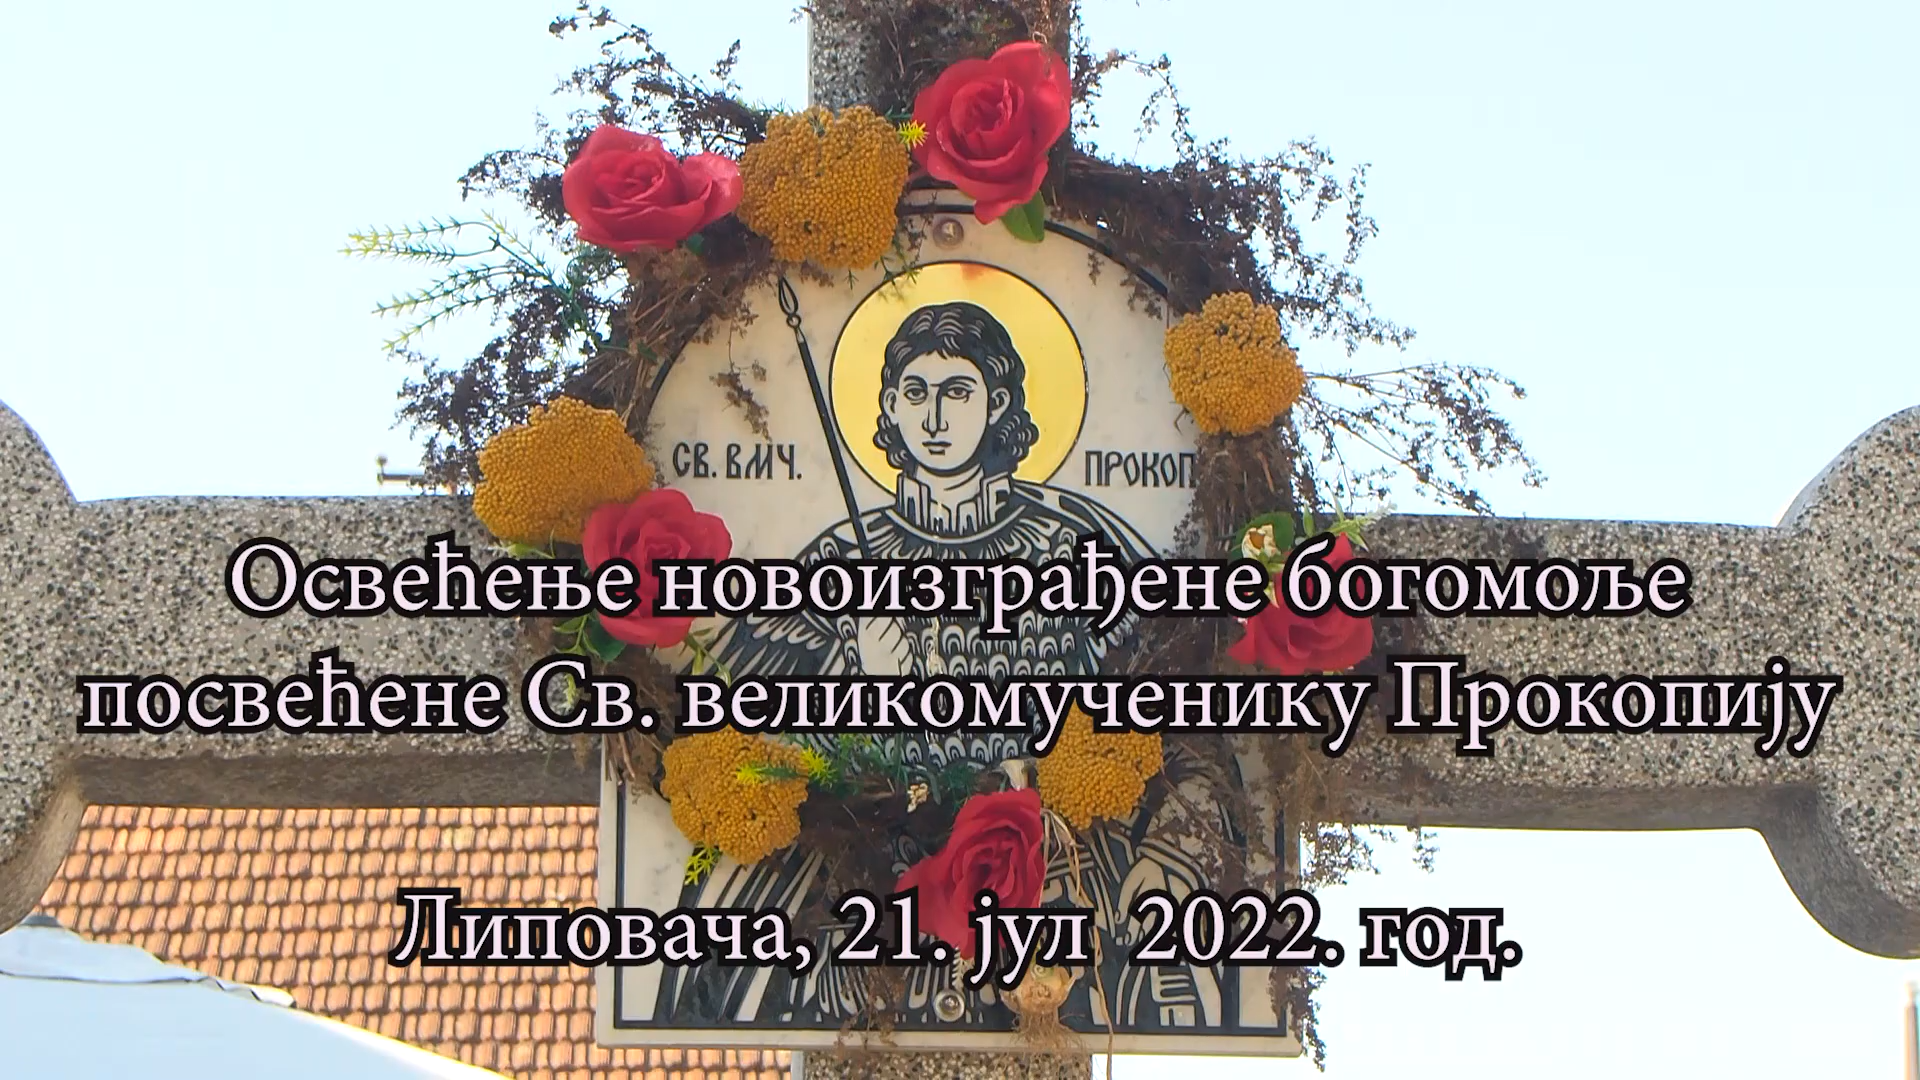 СВ. ВМЧ. ПРОКОП
Освећење новоизграђене богомоље
посвећене Св. великомученику Прокопију
Липовача, 21. јул 2022. год.